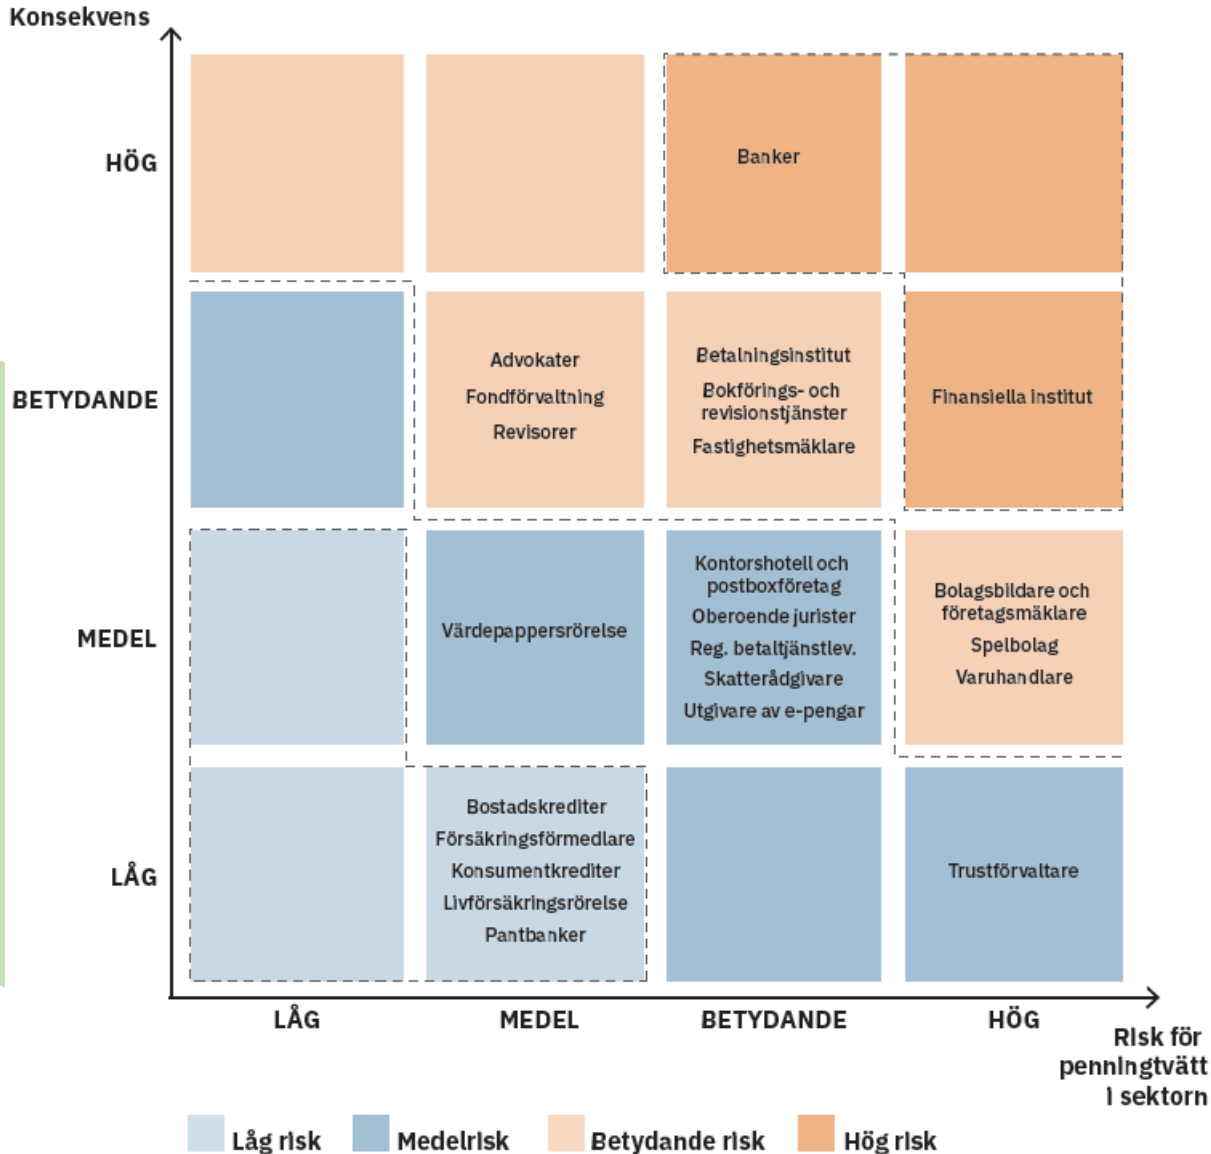 Konsekvens
HÖG
Banker
BETYDANDE
Advokater
Fondförvaltning
Revisorer
Betalningsinstitut
Bokförings- och
revisionstjänster
Fastighetsmäklare
Finansiella institut
MEDEL
Värdepappersrörelse
Kontorshotell och
postboxföretag
Oberoende jurister
Reg. betaltjänstlev.
Skatterådgivare
Utgivare av e-pengar
Bolagsbildare och
företagsmäklare
Spelbolag
Varuhandlare
LÅG
Bostadskrediter
Försäkringsförmedlare
Konsumentkrediter
Livförsäkringsrörelse
Pantbanker
Trustförvaltare
LÅG
MEDEL
BETYDANDE
HÖG
Risk för
penningtvätt
i sektorn
Låg risk
Medelrisk
Betydande risk
Hög risk